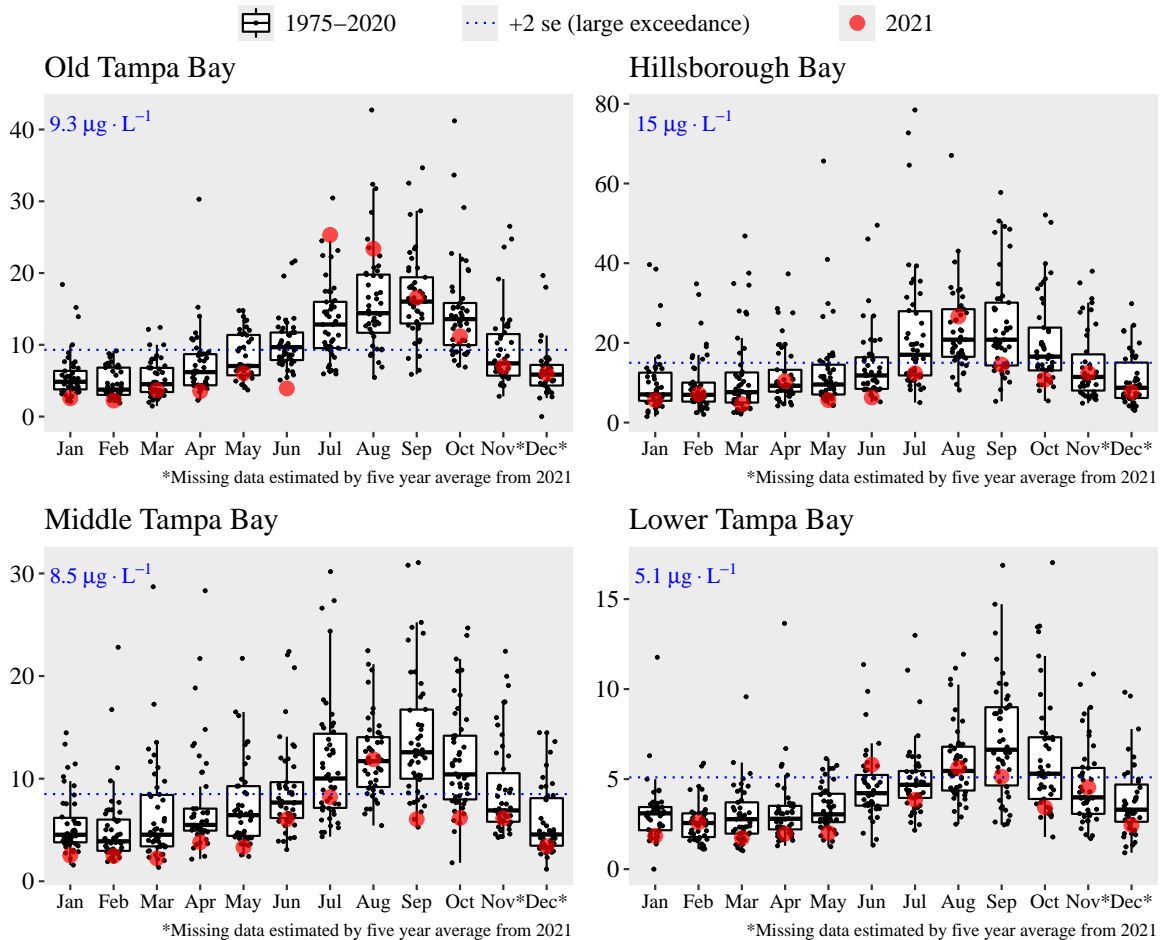 1975–2020 +2 se (large exceedance) 2021
Old Tampa Bay
9.3 µg · L⁻¹
40
30
20
10
0
Jan Feb Mar Apr May Jun Jul Aug Sep Oct Nov* Dec*
*Missing data estimated by five year average from 2021
Hillsborough Bay
15 µg · L⁻¹
80
60
40
20
0
Jan Feb Mar Apr May Jun Jul Aug Sep Oct Nov* Dec*
*Missing data estimated by five year average from 2021
Middle Tampa Bay
8.5 µg · L⁻¹
30
20
10
0
Jan Feb Mar Apr May Jun Jul Aug Sep Oct Nov* Dec*
*Missing data estimated by five year average from 2021
Lower Tampa Bay
5.1 µg · L⁻¹
15
10
5
0
Jan Feb Mar Apr May Jun Jul Aug Sep Oct Nov* Dec*
*Missing data estimated by five year average from 2021